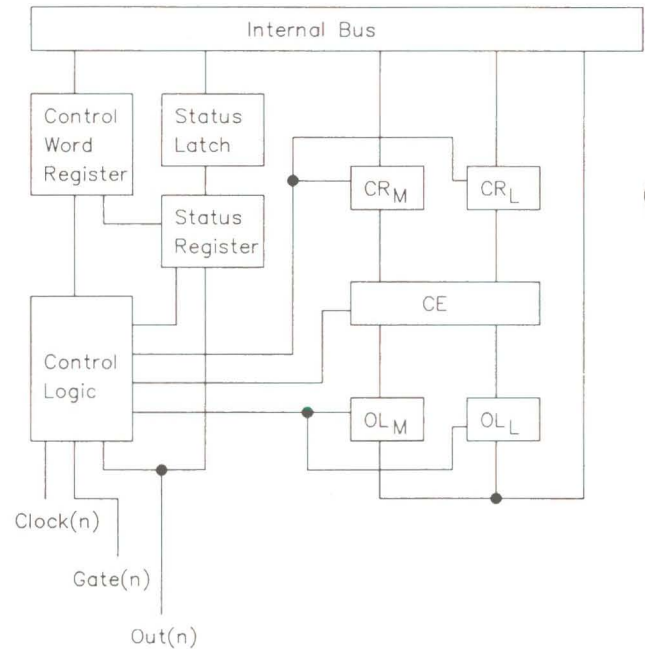 Internal Bus
Control
Word
Register
Status
Latch
Status
Register
CR_M
CR_L
CE
Control
Logic
OL_M
OL_L
Clock(n)
Gate(n)
Out(n)